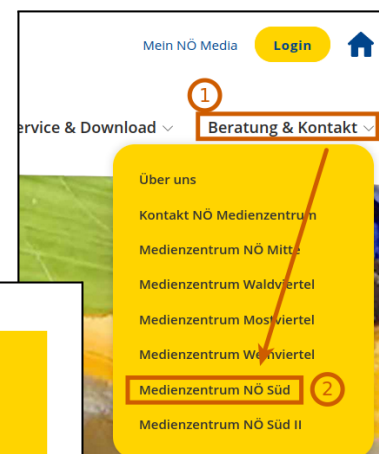 Mein NÖ Media
Login
1
ervice & Download
Beratung & Kontakt
Über uns
Kontakt NÖ Medienzentrum
Medienzentrum NÖ Mitte
Medienzentrum Waldviertel
Medienzentrum Mostviertel
Medienzentrum Weinviertel
Medienzentrum NÖ Süd
2
Medienzentrum NÖ Süd II